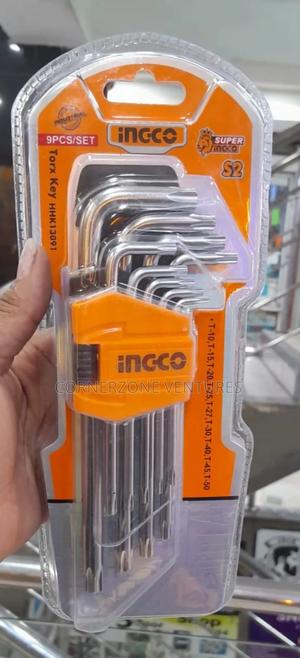 INDUSTRIAL
9PCS/SET
INGCO
SUPER
INGCO
S2
Torx Key HHK13091
INGCO
CORNERZONE VENTURES
• T-10,T-15,T-20,T-25,T-27,T-30,T-40,T-45,T-50